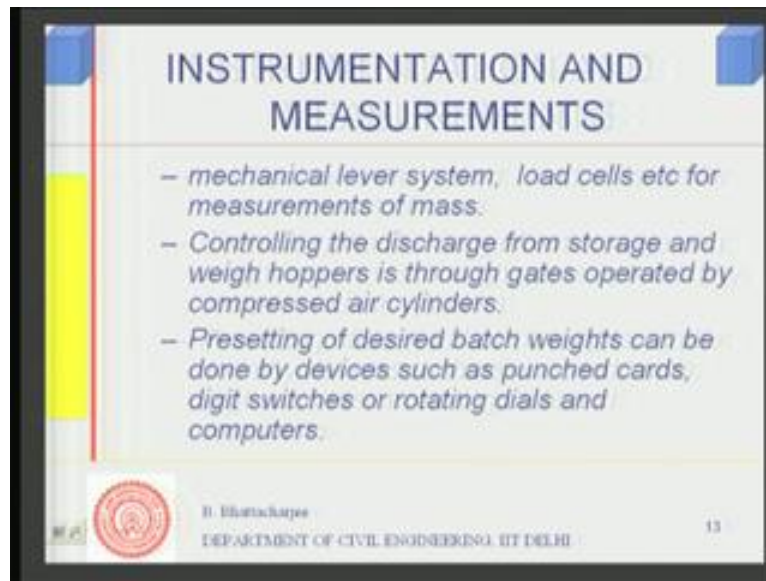 INSTRUMENTATION AND
MEASUREMENTS
– mechanical lever system, load cells etc for
measurements of mass.
– Controlling the discharge from storage and
weigh hoppers is through gates operated by
compressed air cylinders.
– Presetting of desired batch weights can be
done by devices such as punched cards,
digit switches or rotating dials and
computers.
B. Bhattacharjee
DEPARTMENT OF CIVIL ENGINEERING, IIT DELHI
13